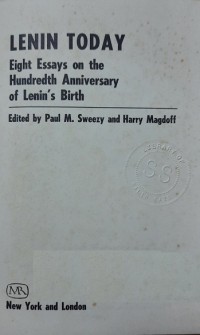 LENIN TODAY
Eight Essays on the
Hundredth Anniversary
of Lenin's Birth
Edited by Paul M. Sweezy and Harry Magdoff
MR
New York and London